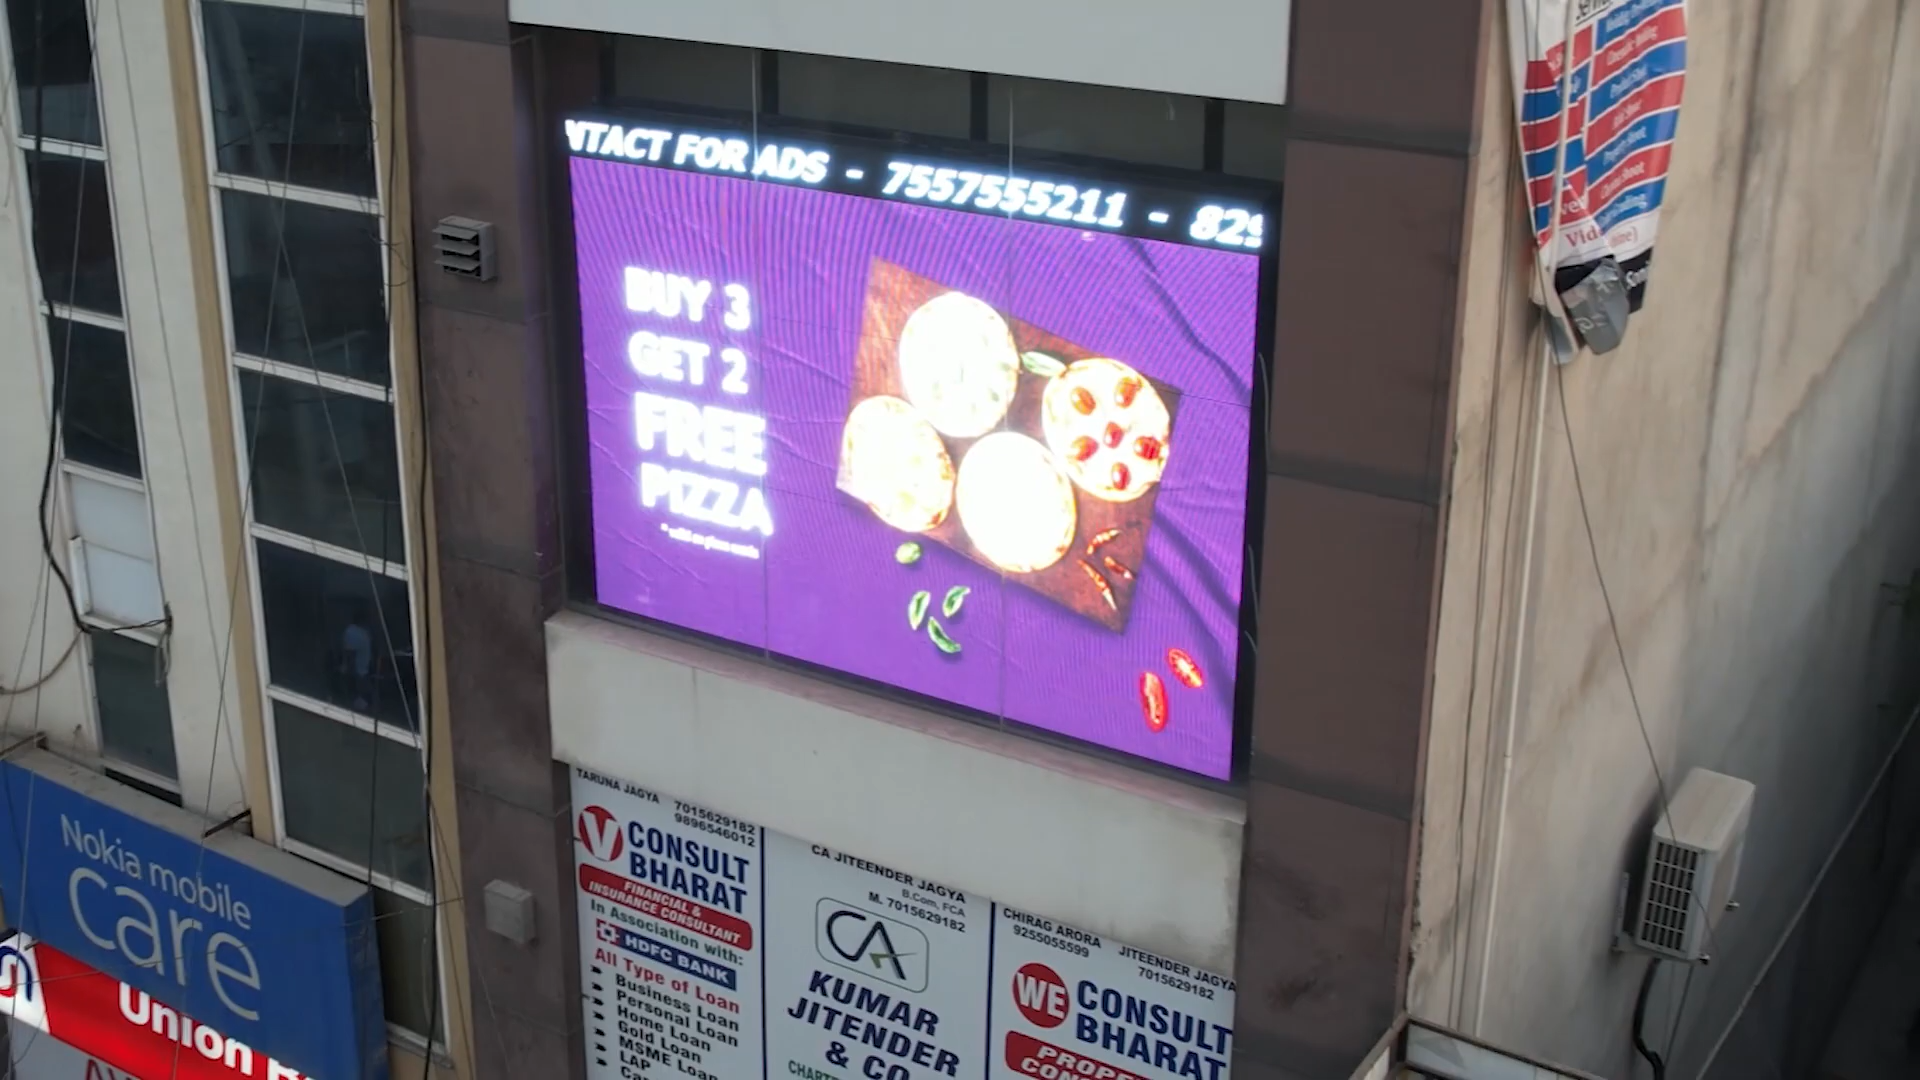 NTACT FOR ADS - 7557555211 - 829
BUY 3
GET 2
FREE
PIZZA
Nokia mobile
care
Union B
TARUNA JAGYA 7015629182
9896546012
V CONSULT
BHARAT
FINANCIAL &
INSURANCE CONSULTANT
In Association with:
HDFC BANK
All Type of Loan
Business Loan
Personal Loan
Home Loan
Gold Loan
MSME Loan
LAP
CA JITEENDER JAGYA
B.Com, FCA
M. 7015629182
CA
KUMAR
JITENDER
& CO
CHIRAG ARORA JITEENDER JAGYA
9255055599 7015629182
WE CONSULT
BHARAT